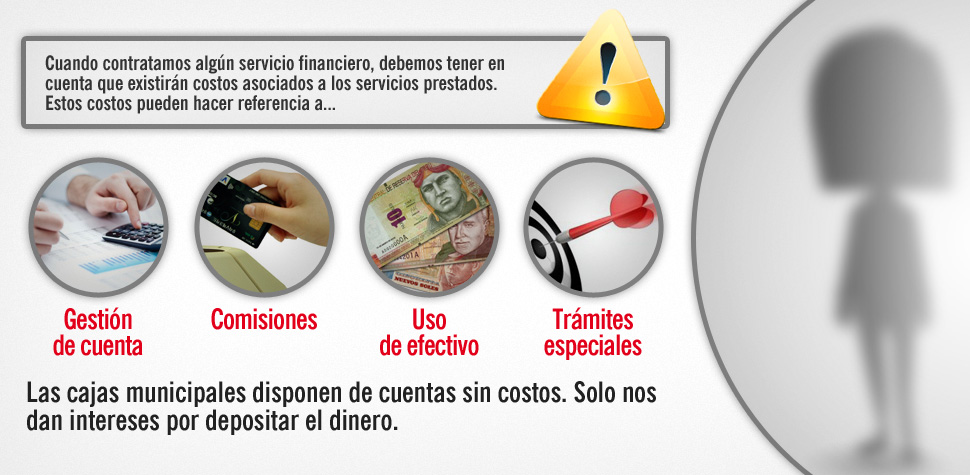 Cuando contratamos algún servicio financiero, debemos tener en
cuenta que existirán costos asociados a los servicios prestados.
Estos costos pueden hacer referencia a...
Gestión
de cuenta
Comisiones
Uso
de efectivo
Trámites
especiales
Las cajas municipales disponen de cuentas sin costos. Solo nos
dan intereses por depositar el dinero.